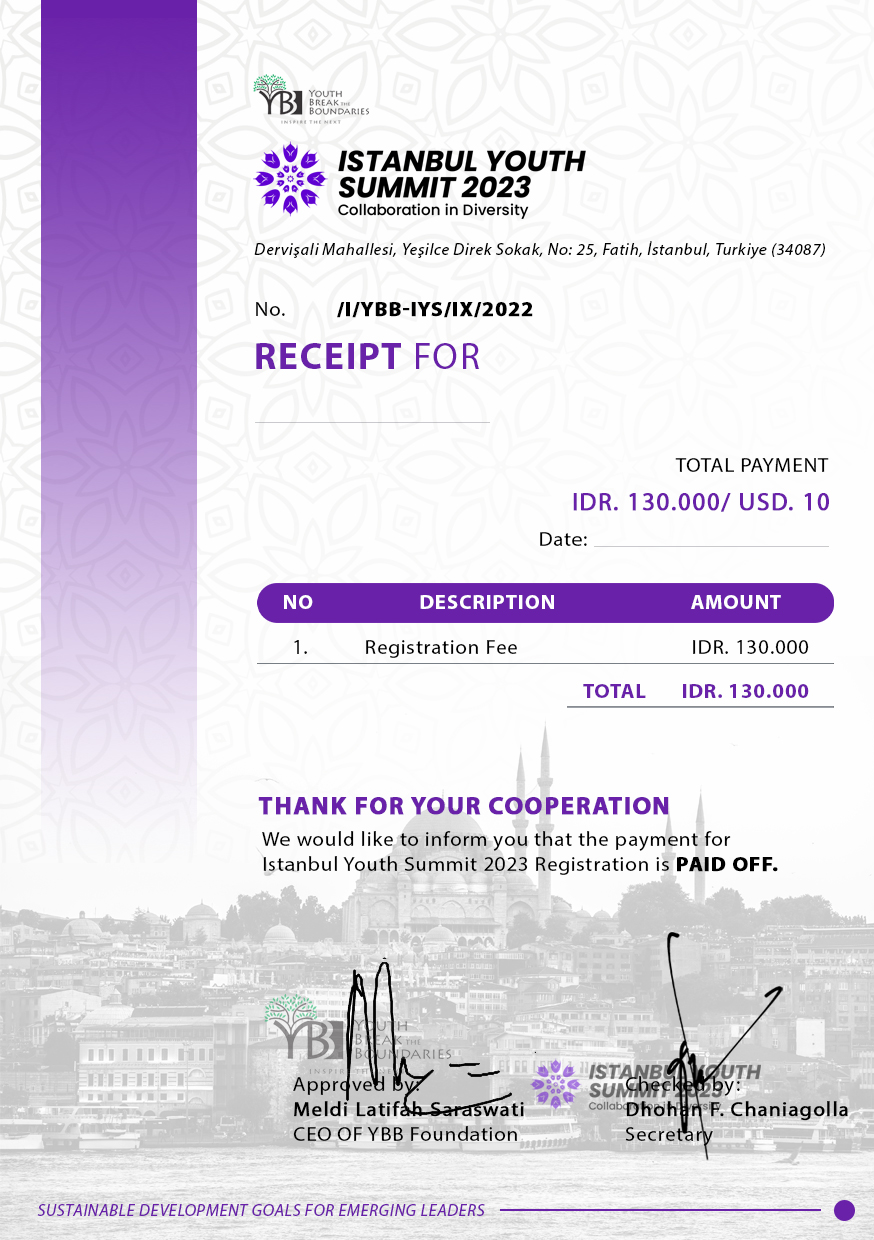 YBB YOUTH
BREAK THE
BOUNDARIES
INSPIRE THE NEXT
ISTANBUL YOUTH
SUMMIT 2023
Collaboration in Diversity
Dervişali Mahallesi, Yeşilce Direk Sokak, No: 25, Fatih, İstanbul, Turkiye (34087)
No. /I/YBB-IYS/IX/2022
RECEIPT FOR
TOTAL PAYMENT
IDR. 130.000/ USD. 10
Date:
NO DESCRIPTION AMOUNT
1. Registration Fee IDR. 130.000
TOTAL IDR. 130.000
THANK FOR YOUR COOPERATION
We would like to inform you that the payment for
Istanbul Youth Summit 2023 Registration is PAID OFF.
YBB YOUTH
BREAK THE
BOUNDARIES
INSPIRE THE NEXT
ISTANBUL YOUTH
SUMMIT 2023
Collaboration in Diversity
Approved by: Checked by:
Meldi Latifah Saraswati Dhohan F. Chaniagolla
CEO OF YBB Foundation Secretary
SUSTAINABLE DEVELOPMENT GOALS FOR EMERGING LEADERS